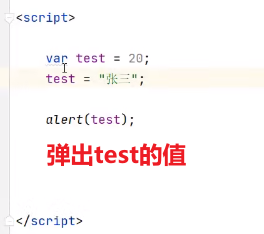 <script>
var test = 20;
test = "张三";
alert(test);
弹出test的值
</script>